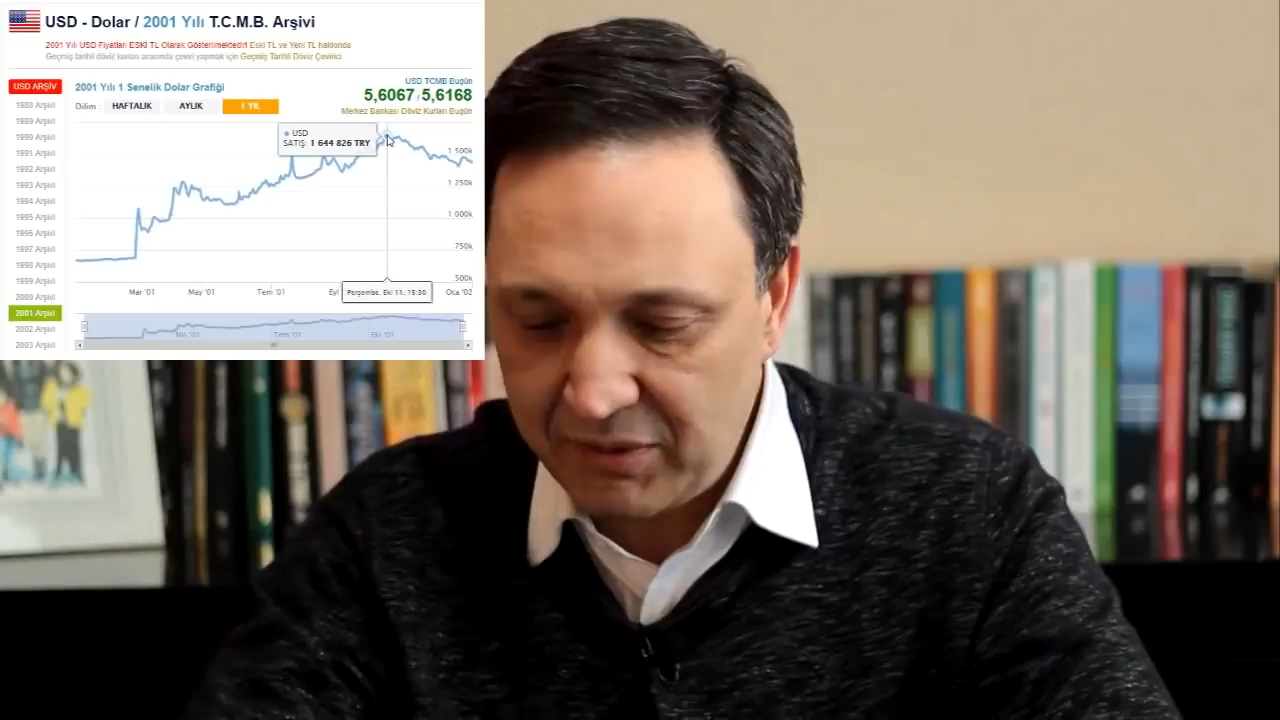 USD - Dolar / 2001 Yılı T.C.M.B. Arşivi
2001 Yılı USD Fiyatları ESKİ TL Olarak Gösterilmektedir! Eski TL ve Yeni TL hakkında
Geçmiş tarihli döviz kurları arasında çeviri yapmak için Geçmiş Tarihli Döviz Çevirici
USD ARŞİV
1988 Arşivi
1989 Arşivi
1990 Arşivi
1991 Arşivi
1992 Arşivi
1993 Arşivi
1994 Arşivi
1995 Arşivi
1996 Arşivi
1997 Arşivi
1998 Arşivi
1999 Arşivi
2000 Arşivi
2001 Arşivi
2002 Arşivi
2003 Arşivi
2001 Yılı 1 Senelik Dolar Grafiği
USD TCMB Bugün
5,6067 / 5,6168
Merkez Bankası Döviz Kurları Bugün
Dilim : HAFTALIK AYLIK 1 YIL
USD
SATIŞ: 1 644 826 TRY
1 500k
1 250k
1 000k
750k
500k
Mar '01 May '01 Tem '01 Eyl Perşembe, Eki 11, 15:30 Oca '02
Tem '01 Eki '01